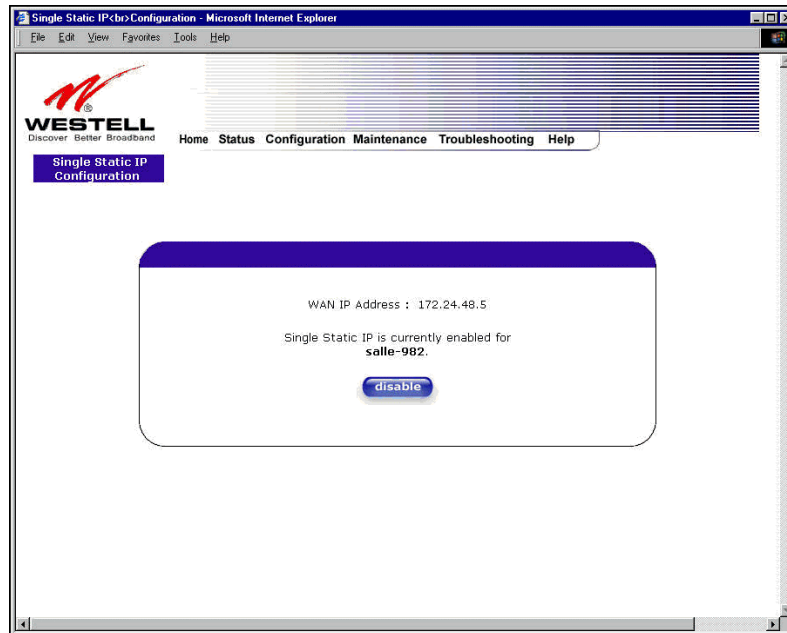 Single Static IP<br>Configuration - Microsoft Internet Explorer
File Edit View Favorites Tools Help
®
WESTELL
Discover Better Broadband
Home Status Configuration Maintenance Troubleshooting Help
Single Static IP
Configuration
WAN IP Address : 172.24.48.5
Single Static IP is currently enabled for
salle-982.
disable